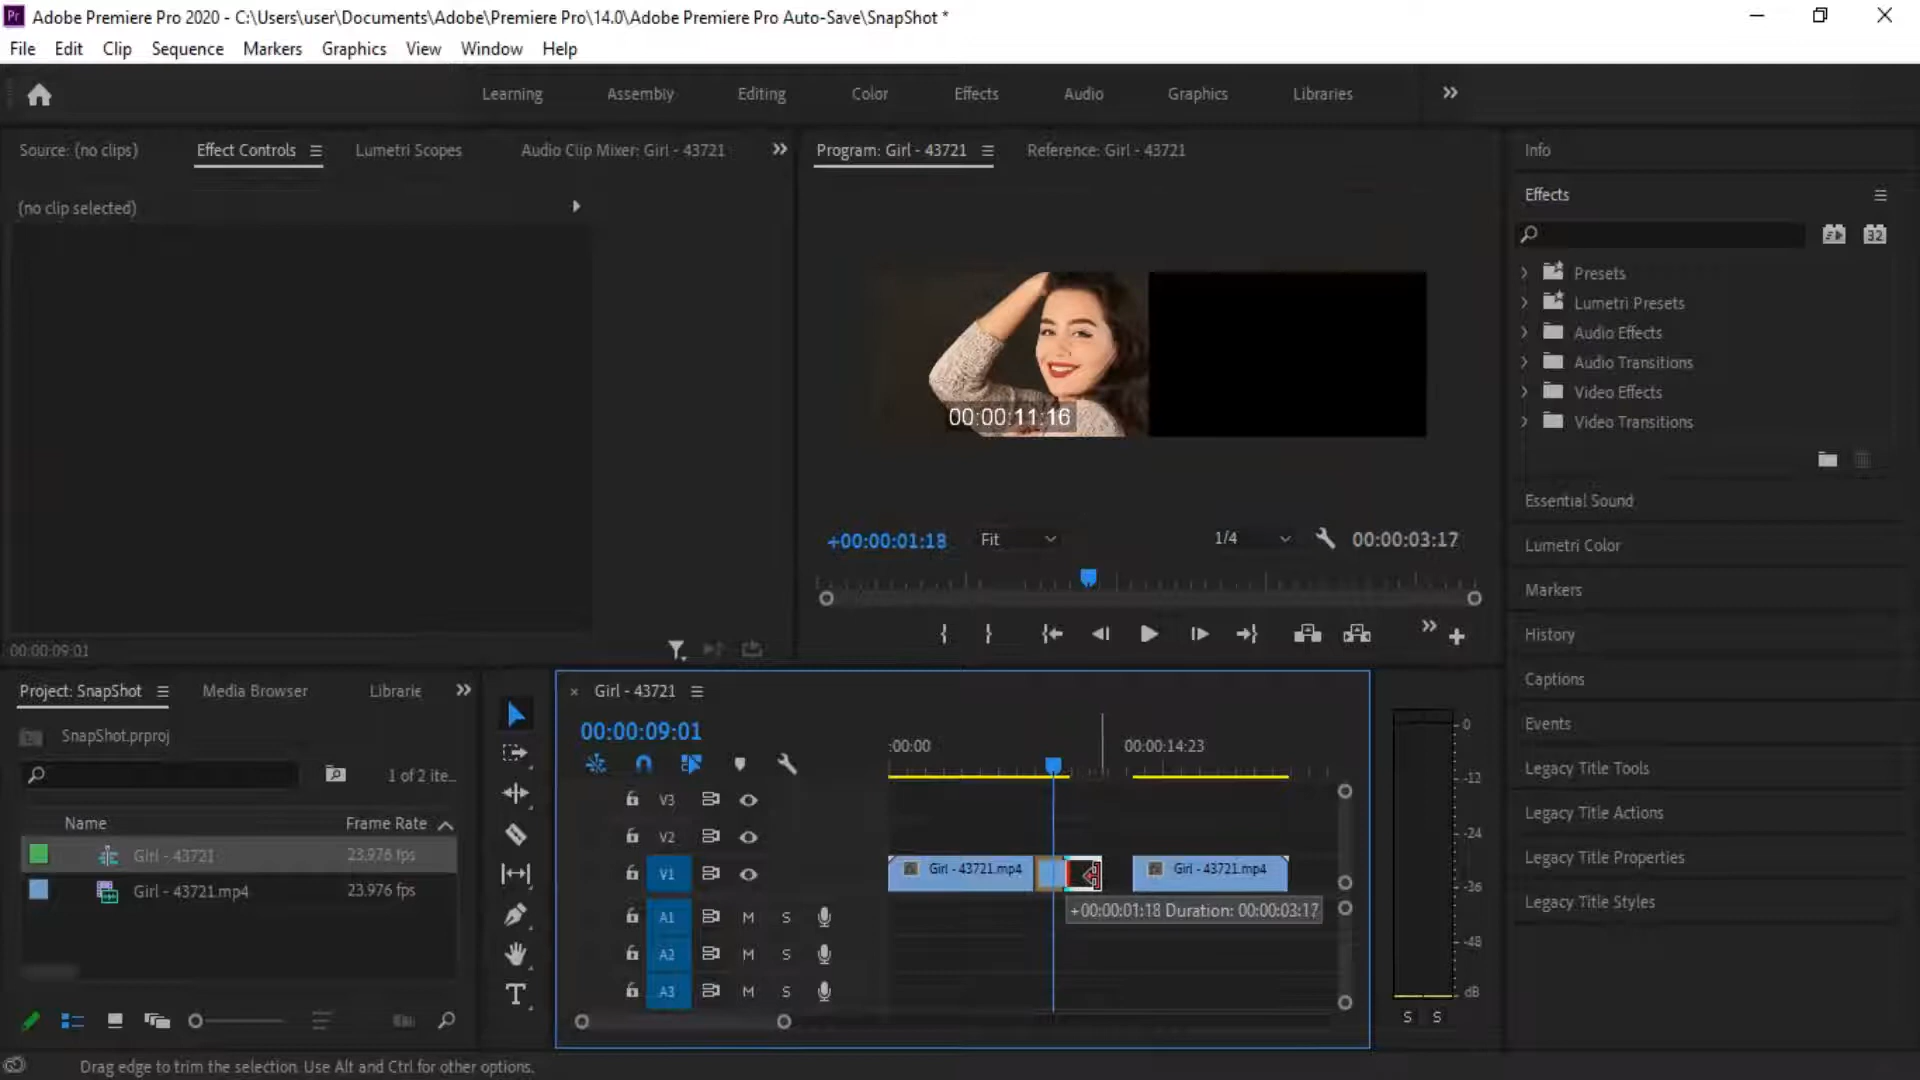 Pr Adobe Premiere Pro 2020 - C:\Users\user\Documents\Adobe\Premiere Pro\14.0\Adobe Premiere Pro Auto-Save\SnapShot *
File Edit Clip Sequence Markers Graphics View Window Help
Learning Assembly Editing Color Effects Audio Graphics Libraries
Source: (no clips) Effect Controls Lumetri Scopes Audio Clip Mixer: Girl - 43721
(no clip selected)
00:00:09:01
Program: Girl - 43721 Reference: Girl - 43721
00:00:11:16
+00:00:01:18 Fit 1/4 00:00:03:17
Info
Effects
32
Presets
Lumetri Presets
Audio Effects
Audio Transitions
Video Effects
Video Transitions
Essential Sound
Lumetri Color
Markers
History
Captions
Events
Legacy Title Tools
Legacy Title Actions
Legacy Title Properties
Legacy Title Styles
Project: SnapShot Media Browser Librarie
SnapShot.prproj
1 of 2 ite...
Name Frame Rate
Girl - 43721 23.976 fps
Girl - 43721.mp4 23.976 fps
Girl - 43721
00:00:09:01
:00:00 00:00:14:23
V3
V2
V1 Girl - 43721.mp4 Girl - 43721.mp4
+00:00:01:18 Duration: 00:00:03:17
A1 M S
A2 M S
A3 M S
0
-12
-24
-36
-48
dB
S S
Drag edge to trim the selection. Use Alt and Ctrl for other options.